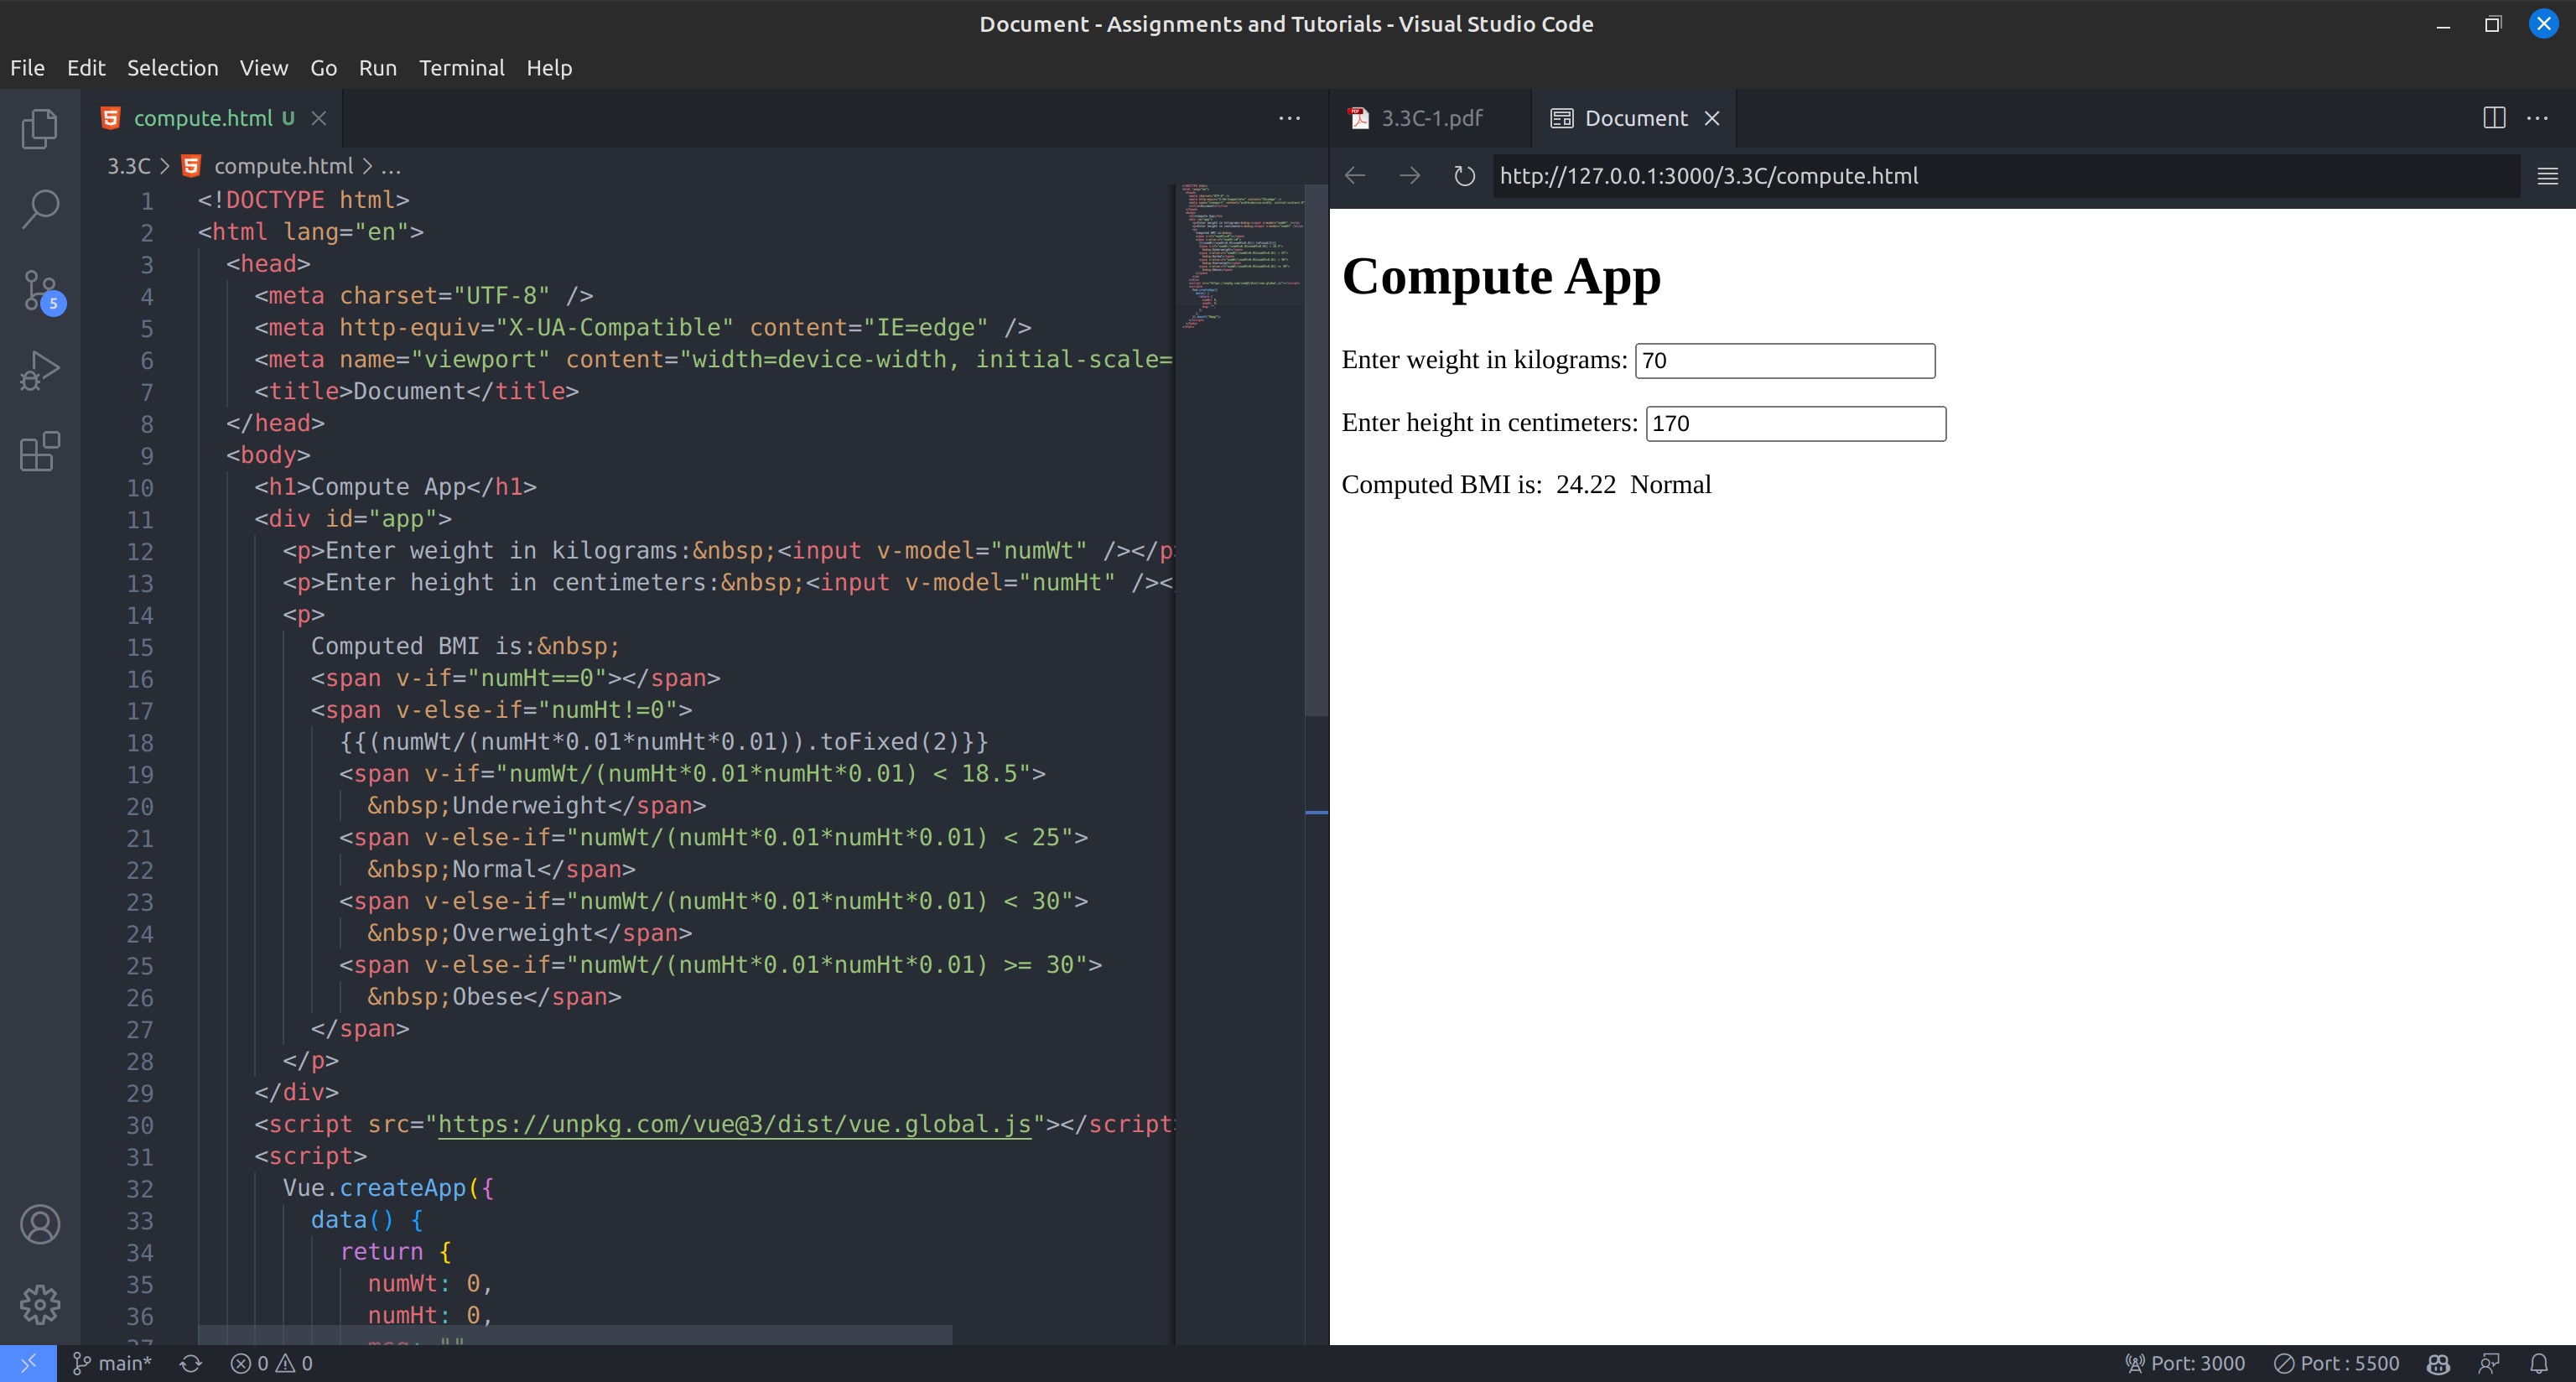 Document - Assignments and Tutorials - Visual Studio Code
File Edit Selection View Go Run Terminal Help
compute.html U
3.3C-1.pdf Document
3.3C > compute.html > ...
http://127.0.0.1:3000/3.3C/compute.html
5
1 <!DOCTYPE html>
2 <html lang="en">
3 <head>
4 <meta charset="UTF-8" />
5 <meta http-equiv="X-UA-Compatible" content="IE=edge" />
6 <meta name="viewport" content="width=device-width, initial-scale=
7 <title>Document</title>
8 </head>
9 <body>
10 <h1>Compute App</h1>
11 <div id="app">
12 <p>Enter weight in kilograms:&nbsp;<input v-model="numWt" /></p>
13 <p>Enter height in centimeters:&nbsp;<input v-model="numHt" /><
14 <p>
15 Computed BMI is:&nbsp;
16 <span v-if="numHt==0"></span>
17 <span v-else-if="numHt!=0">
18 {{(numWt/(numHt*0.01*numHt*0.01)).toFixed(2)}}
19 <span v-if="numWt/(numHt*0.01*numHt*0.01) < 18.5">
20 &nbsp;Underweight</span>
21 <span v-else-if="numWt/(numHt*0.01*numHt*0.01) < 25">
22 &nbsp;Normal</span>
23 <span v-else-if="numWt/(numHt*0.01*numHt*0.01) < 30">
24 &nbsp;Overweight</span>
25 <span v-else-if="numWt/(numHt*0.01*numHt*0.01) >= 30">
26 &nbsp;Obese</span>
27 </span>
28 </p>
29 </div>
30 <script src="https://unpkg.com/vue@3/dist/vue.global.js"></script>
31 <script>
32 Vue.createApp({
33 data() {
34 return {
35 numWt: 0,
36 numHt: 0,
Compute App
Enter weight in kilograms: 70
Enter height in centimeters: 170
Computed BMI is: 24.22 Normal
main* 0 0 Port: 3000 Port : 5500